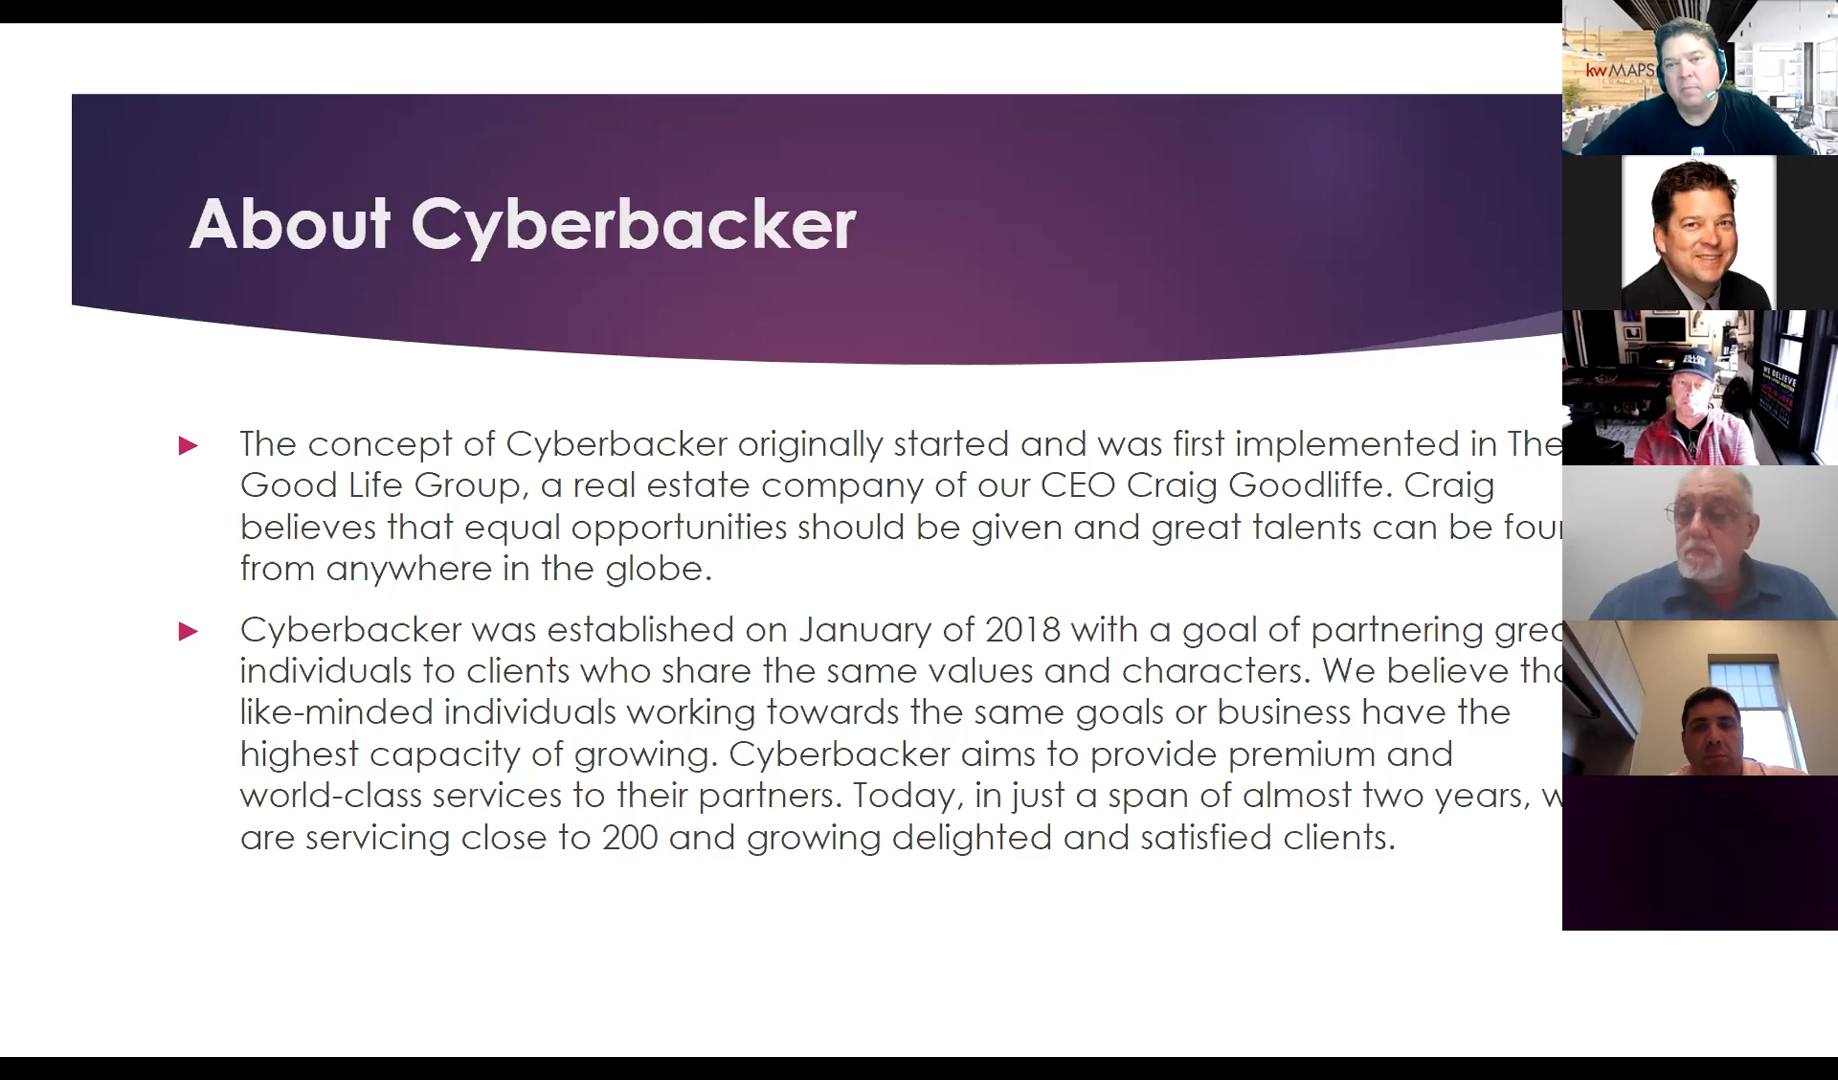 About Cyberbacker
The concept of Cyberbacker originally started and was first implemented in The
Good Life Group, a real estate company of our CEO Craig Goodliffe. Craig
believes that equal opportunities should be given and great talents can be
from anywhere in the globe.
Cyberbacker was established on January of 2018 with a goal of partnering
individuals to clients who share the same values and characters. We believe
like-minded individuals working towards the same goals or business have the
highest capacity of growing. Cyberbacker aims to provide premium and
world-class services to their partners. Today, in just a span of almost two years,
are servicing close to 200 and growing delighted and satisfied clients.
kwMAPS
WE BELIEVE